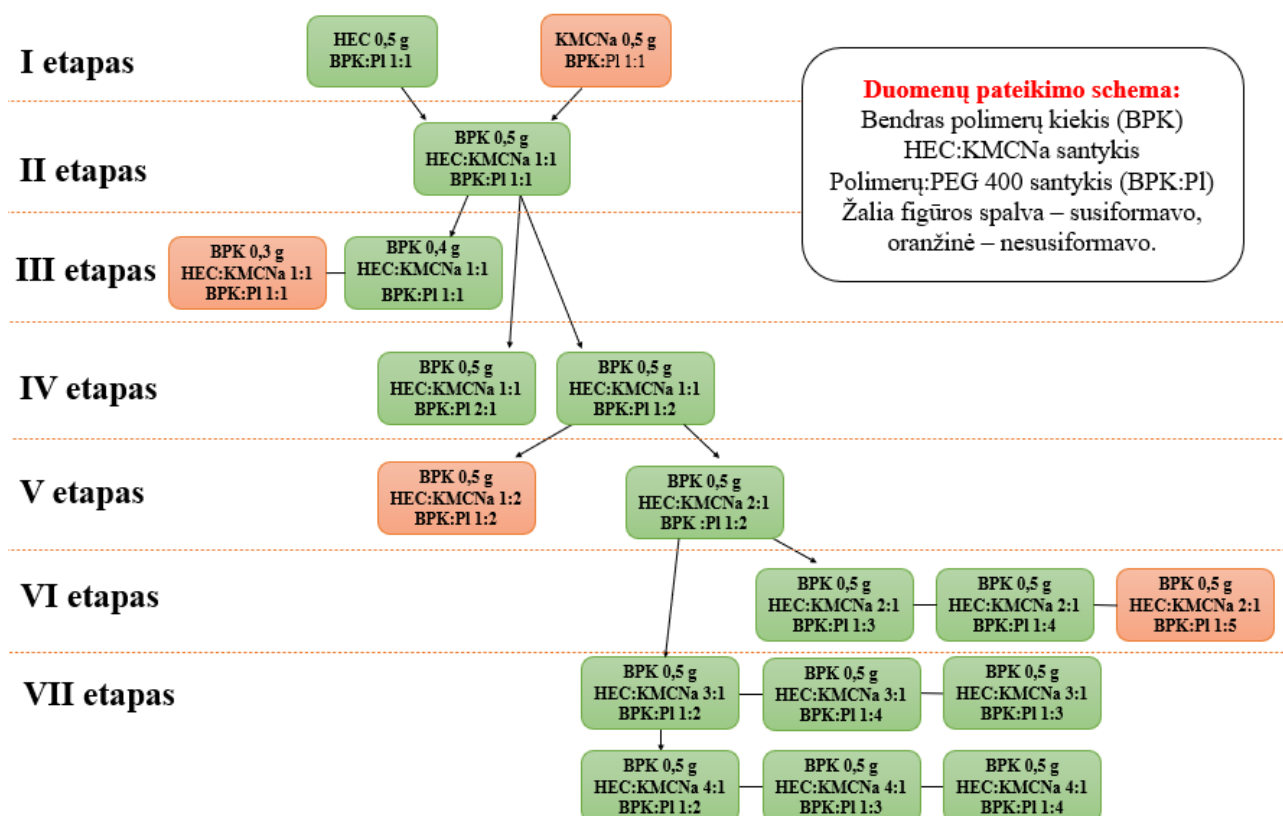 I etapas
HEC 0,5 g
BPK:Pl 1:1
KMCNa 0,5 g
BPK:Pl 1:1
Duomenų pateikimo schema:
Bendras polimerų kiekis (BPK)
HEC:KMCNa santykis
Polimerų:PEG 400 santykis (BPK:Pl)
Žalia figūros spalva – susiformavo,
oranžinė – nesusiformavo.
II etapas
BPK 0,5 g
HEC:KMCNa 1:1
BPK:Pl 1:1
III etapas
BPK 0,3 g
HEC:KMCNa 1:1
BPK:Pl 1:1
BPK 0,4 g
HEC:KMCNa 1:1
BPK:Pl 1:1
IV etapas
BPK 0,5 g
HEC:KMCNa 1:1
BPK:Pl 2:1
BPK 0,5 g
HEC:KMCNa 1:1
BPK:Pl 1:2
V etapas
BPK 0,5 g
HEC:KMCNa 1:2
BPK:Pl 1:2
BPK 0,5 g
HEC:KMCNa 2:1
BPK :Pl 1:2
VI etapas
BPK 0,5 g
HEC:KMCNa 2:1
BPK:Pl 1:3
BPK 0,5 g
HEC:KMCNa 2:1
BPK:Pl 1:4
BPK 0,5 g
HEC:KMCNa 2:1
BPK:Pl 1:5
VII etapas
BPK 0,5 g
HEC:KMCNa 3:1
BPK:Pl 1:2
BPK 0,5 g
HEC:KMCNa 3:1
BPK:Pl 1:4
BPK 0,5 g
HEC:KMCNa 3:1
BPK:Pl 1:3
BPK 0,5 g
HEC:KMCNa 4:1
BPK:Pl 1:2
BPK 0,5 g
HEC:KMCNa 4:1
BPK:Pl 1:3
BPK 0,5 g
HEC:KMCNa 4:1
BPK:Pl 1:4